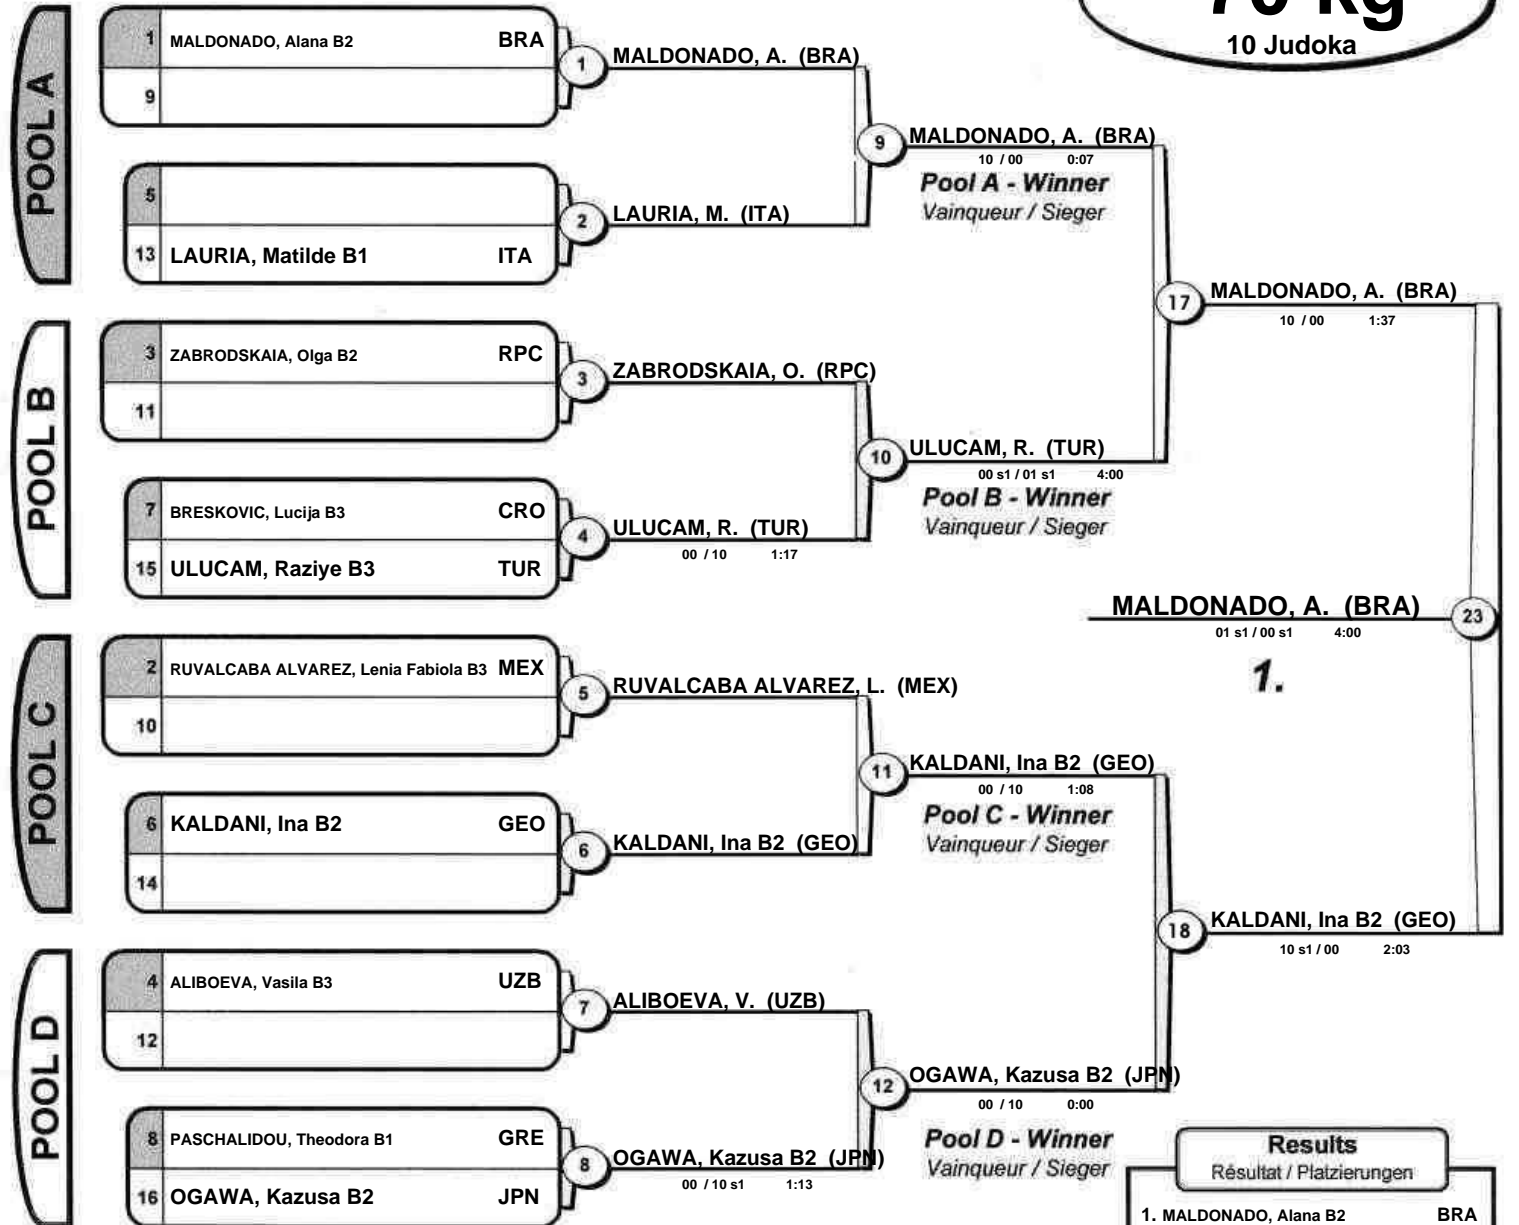 70 kg
10 Judoka
POOL A
1 MALDONADO, Alana B2 BRA
9
5
13 LAURIA, Matilde B1 ITA
1 MALDONADO, A. (BRA)
2 LAURIA, M. (ITA)
9 MALDONADO, A. (BRA)
10 / 00 0:07
Pool A - Winner
Vainqueur / Sieger
POOL B
3 ZABRODSKAIA, Olga B2 RPC
11
7 BRESKOVIC, Lucija B3 CRO
15 ULUCAM, Raziye B3 TUR
3 ZABRODSKAIA, O. (RPC)
4 ULUCAM, R. (TUR)
00 / 10 1:17
10 ULUCAM, R. (TUR)
00 s1 / 01 s1 4:00
Pool B - Winner
Vainqueur / Sieger
17 MALDONADO, A. (BRA)
10 / 00 1:37
MALDONADO, A. (BRA) 23
01 s1 / 00 s1 4:00
1.
POOL C
2 RUVALCABA ALVAREZ, Lenia Fabiola B3 MEX
10
6 KALDANI, Ina B2 GEO
14
5 RUVALCABA ALVAREZ, L. (MEX)
6 KALDANI, Ina B2 (GEO)
11 KALDANI, Ina B2 (GEO)
00 / 10 1:08
Pool C - Winner
Vainqueur / Sieger
18 KALDANI, Ina B2 (GEO)
10 s1 / 00 2:03
POOL D
4 ALIBOEVA, Vasila B3 UZB
12
8 PASCHALIDOU, Theodora B1 GRE
16 OGAWA, Kazusa B2 JPN
7 ALIBOEVA, V. (UZB)
8 OGAWA, Kazusa B2 (JPN)
00 / 10 s1 1:13
12 OGAWA, Kazusa B2 (JPN)
00 / 10 0:00
Pool D - Winner
Vainqueur / Sieger
Results
Résultat / Platzierungen
1. MALDONADO, Alana B2 BRA